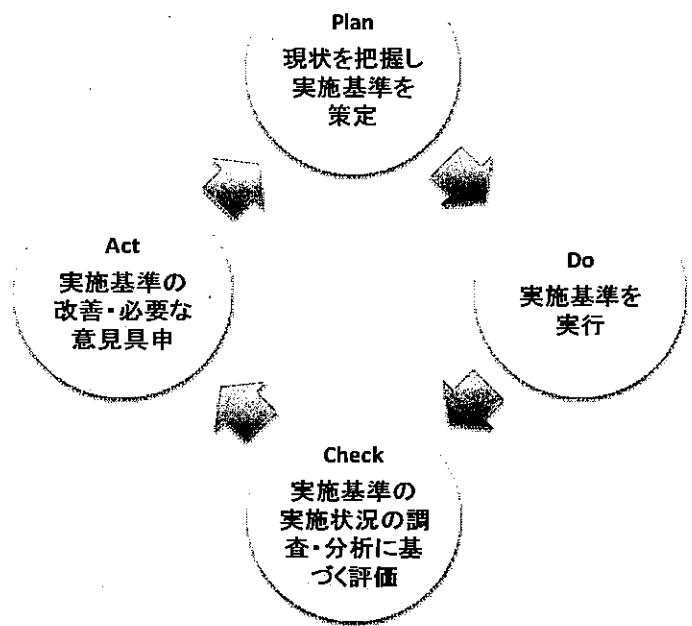 Plan
現状を把握し
実施基準を
策定
Do
実施基準を
実行
Check
実施基準の
実施状況の調
査・分析に基
づく評価
Act
実施基準の
改善・必要な
意見具申